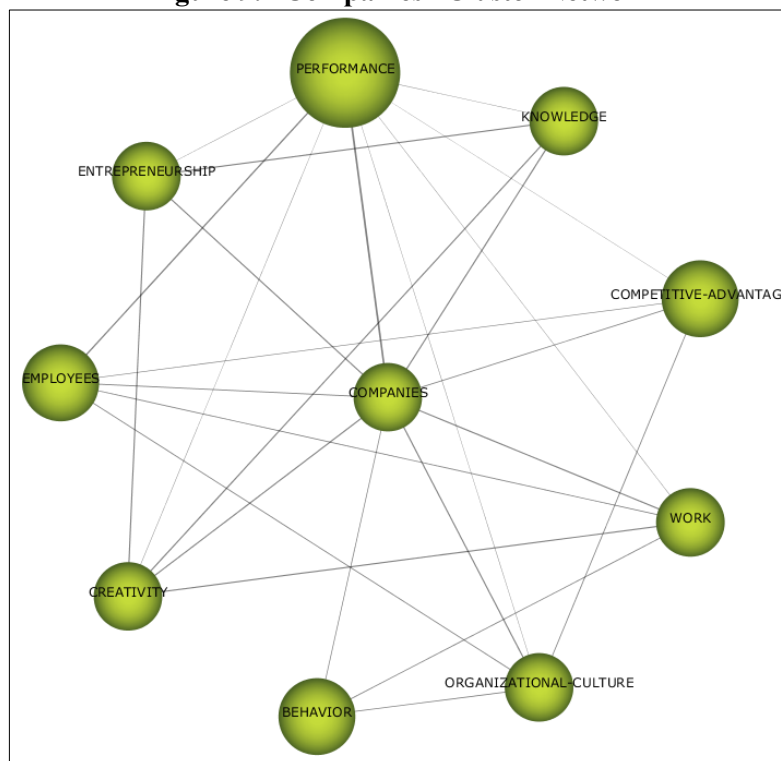 PERFORMANCE
KNOWLEDGE
ENTREPRENEURSHIP
COMPETITIVE-ADVANTAG
EMPLOYEES
COMPANIES
WORK
CREATIVITY
ORGANIZATIONAL-CULTURE
BEHAVIOR